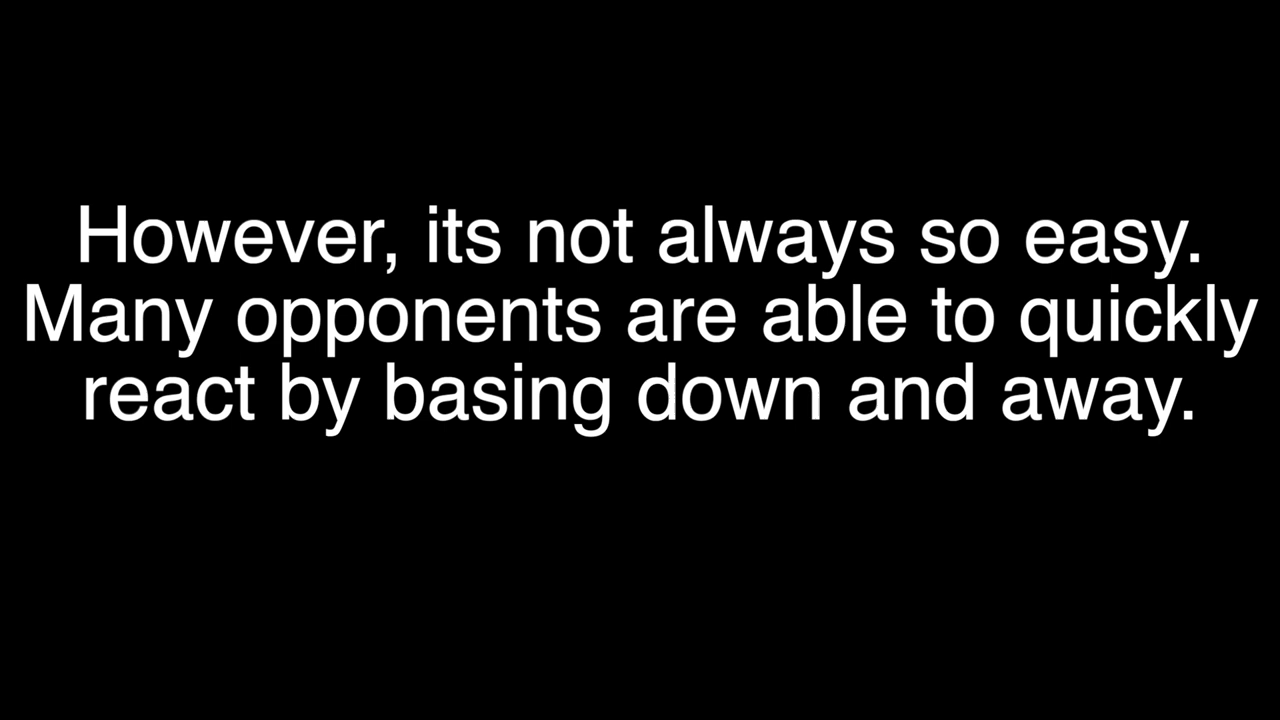 However, its not always so easy.
Many opponents are able to quickly
react by basing down and away.